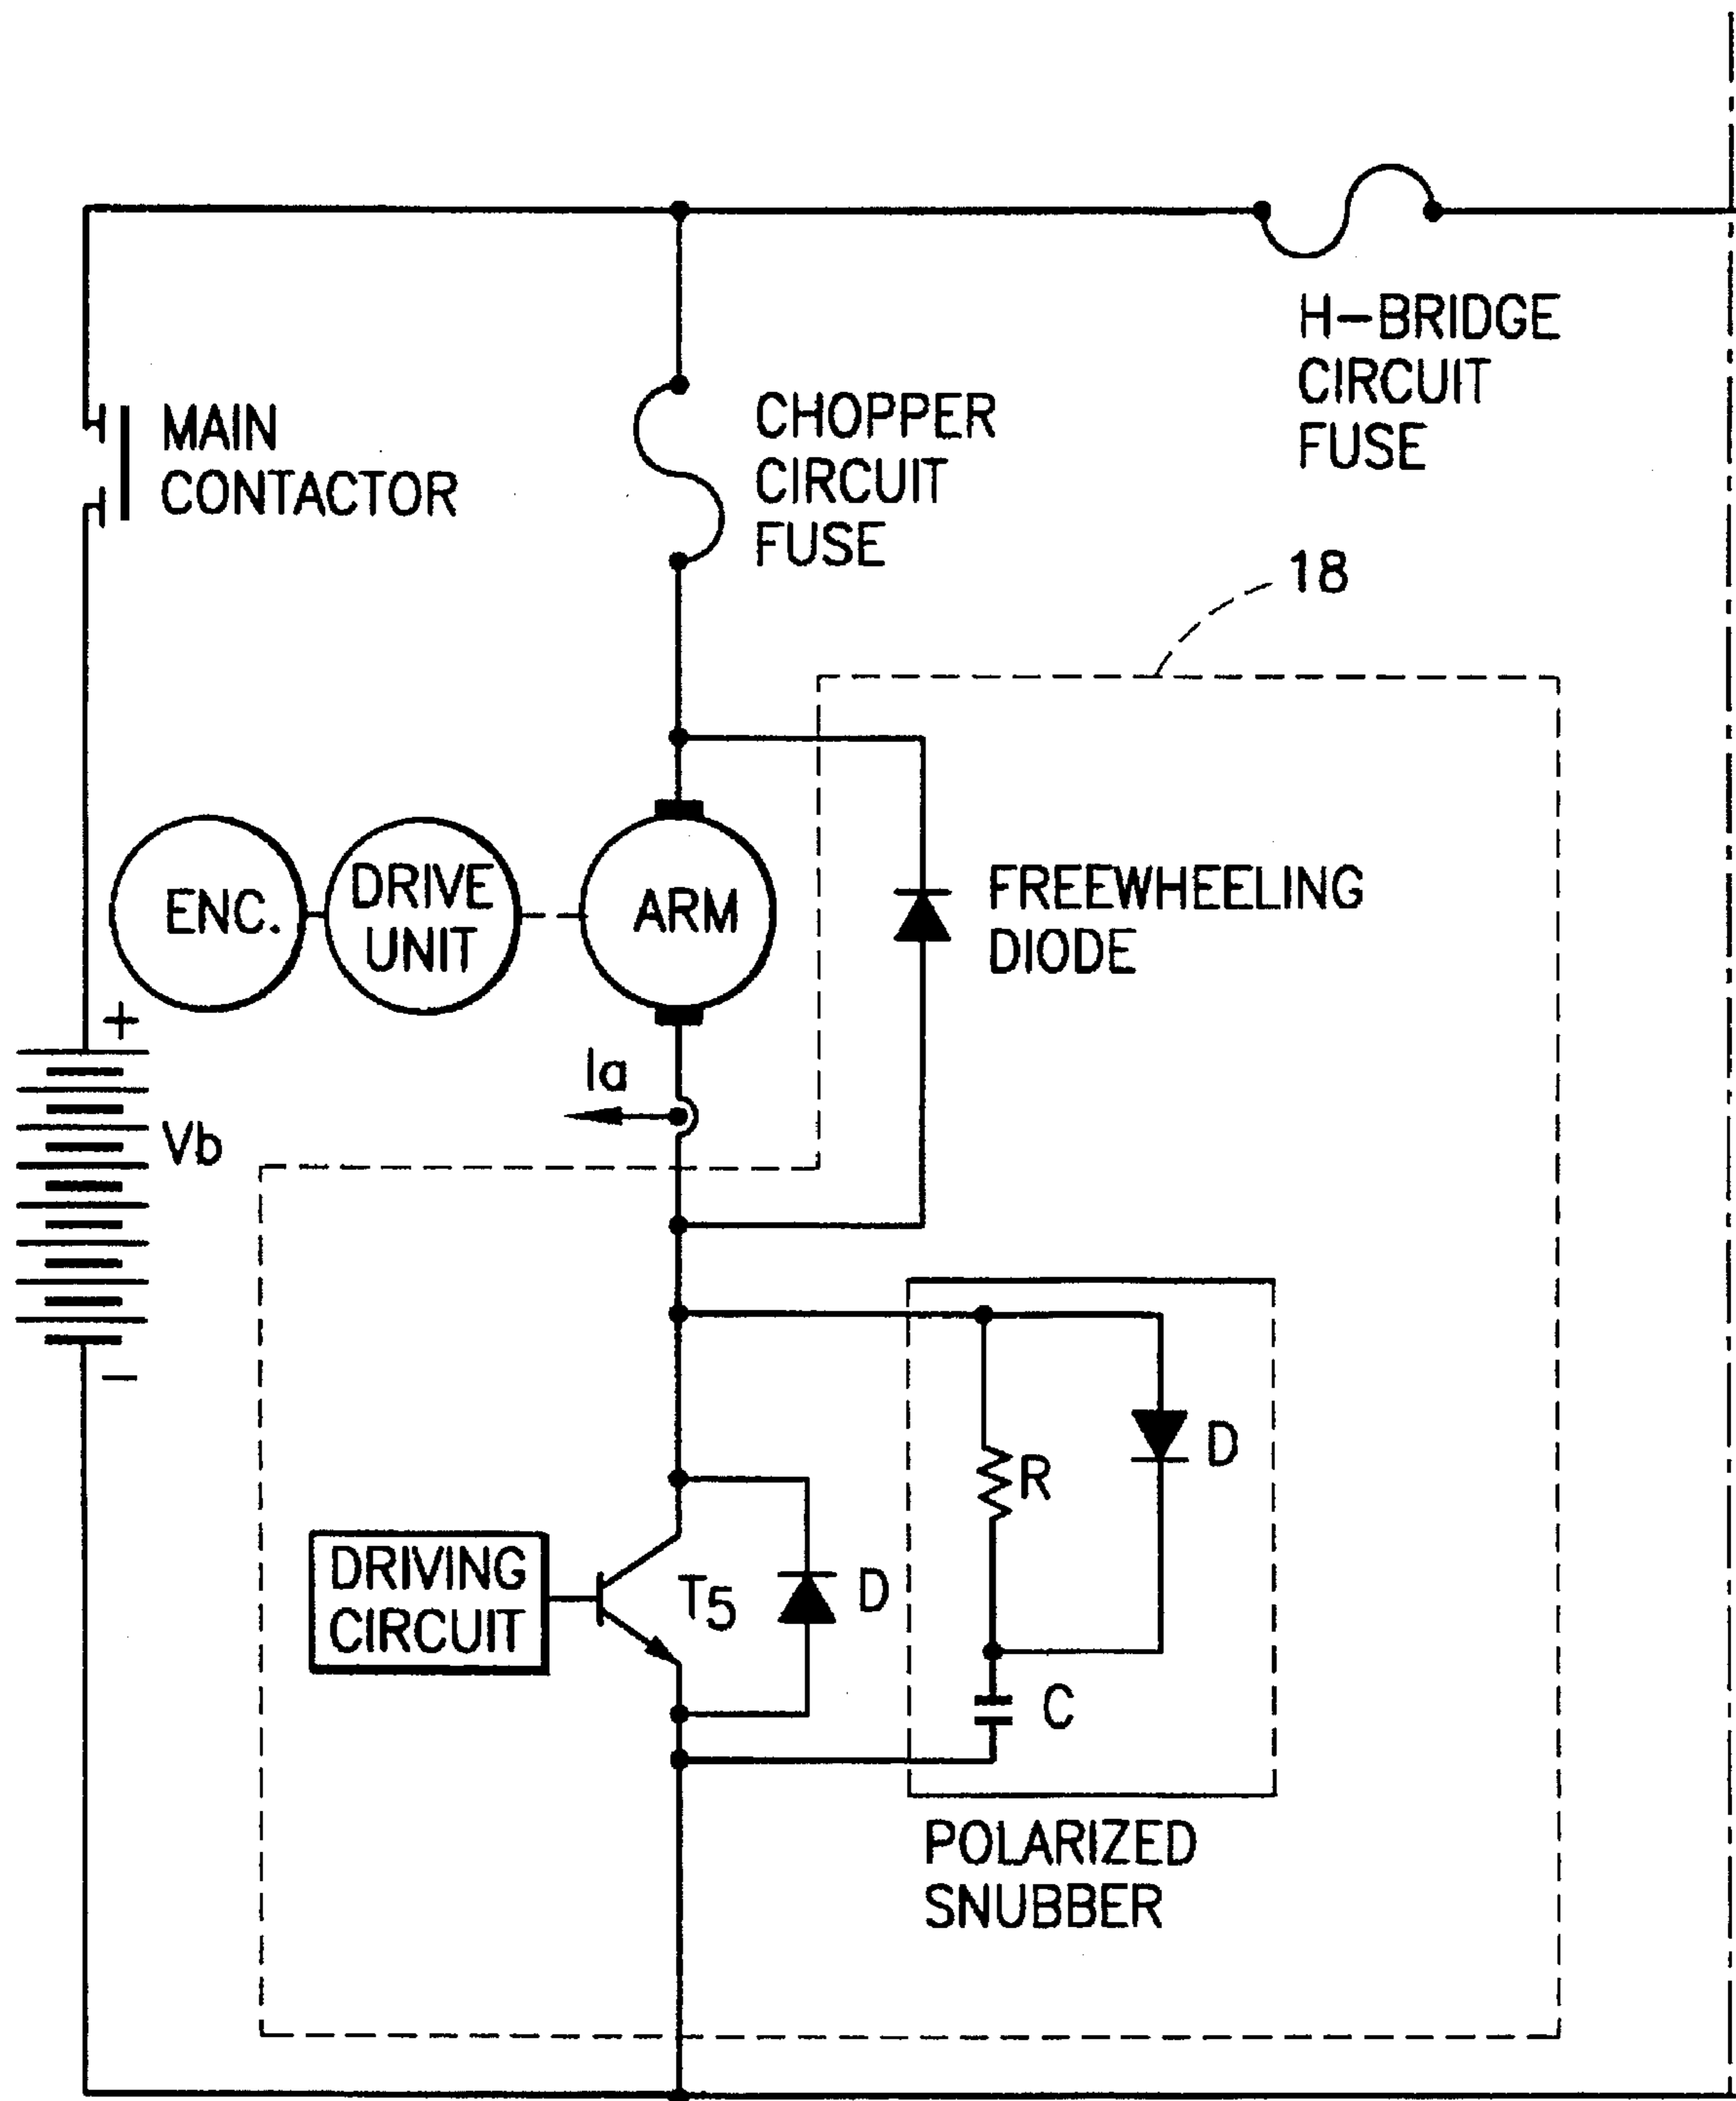 H-BRIDGE
CIRCUIT
FUSE
MAIN
CONTACTOR
CHOPPER
CIRCUIT
FUSE
18
ENC.
DRIVE
UNIT
ARM
FREEWHEELING
DIODE
+
Ia
Vb
−
R
D
DRIVING
CIRCUIT
T5
D
C
POLARIZED
SNUBBER